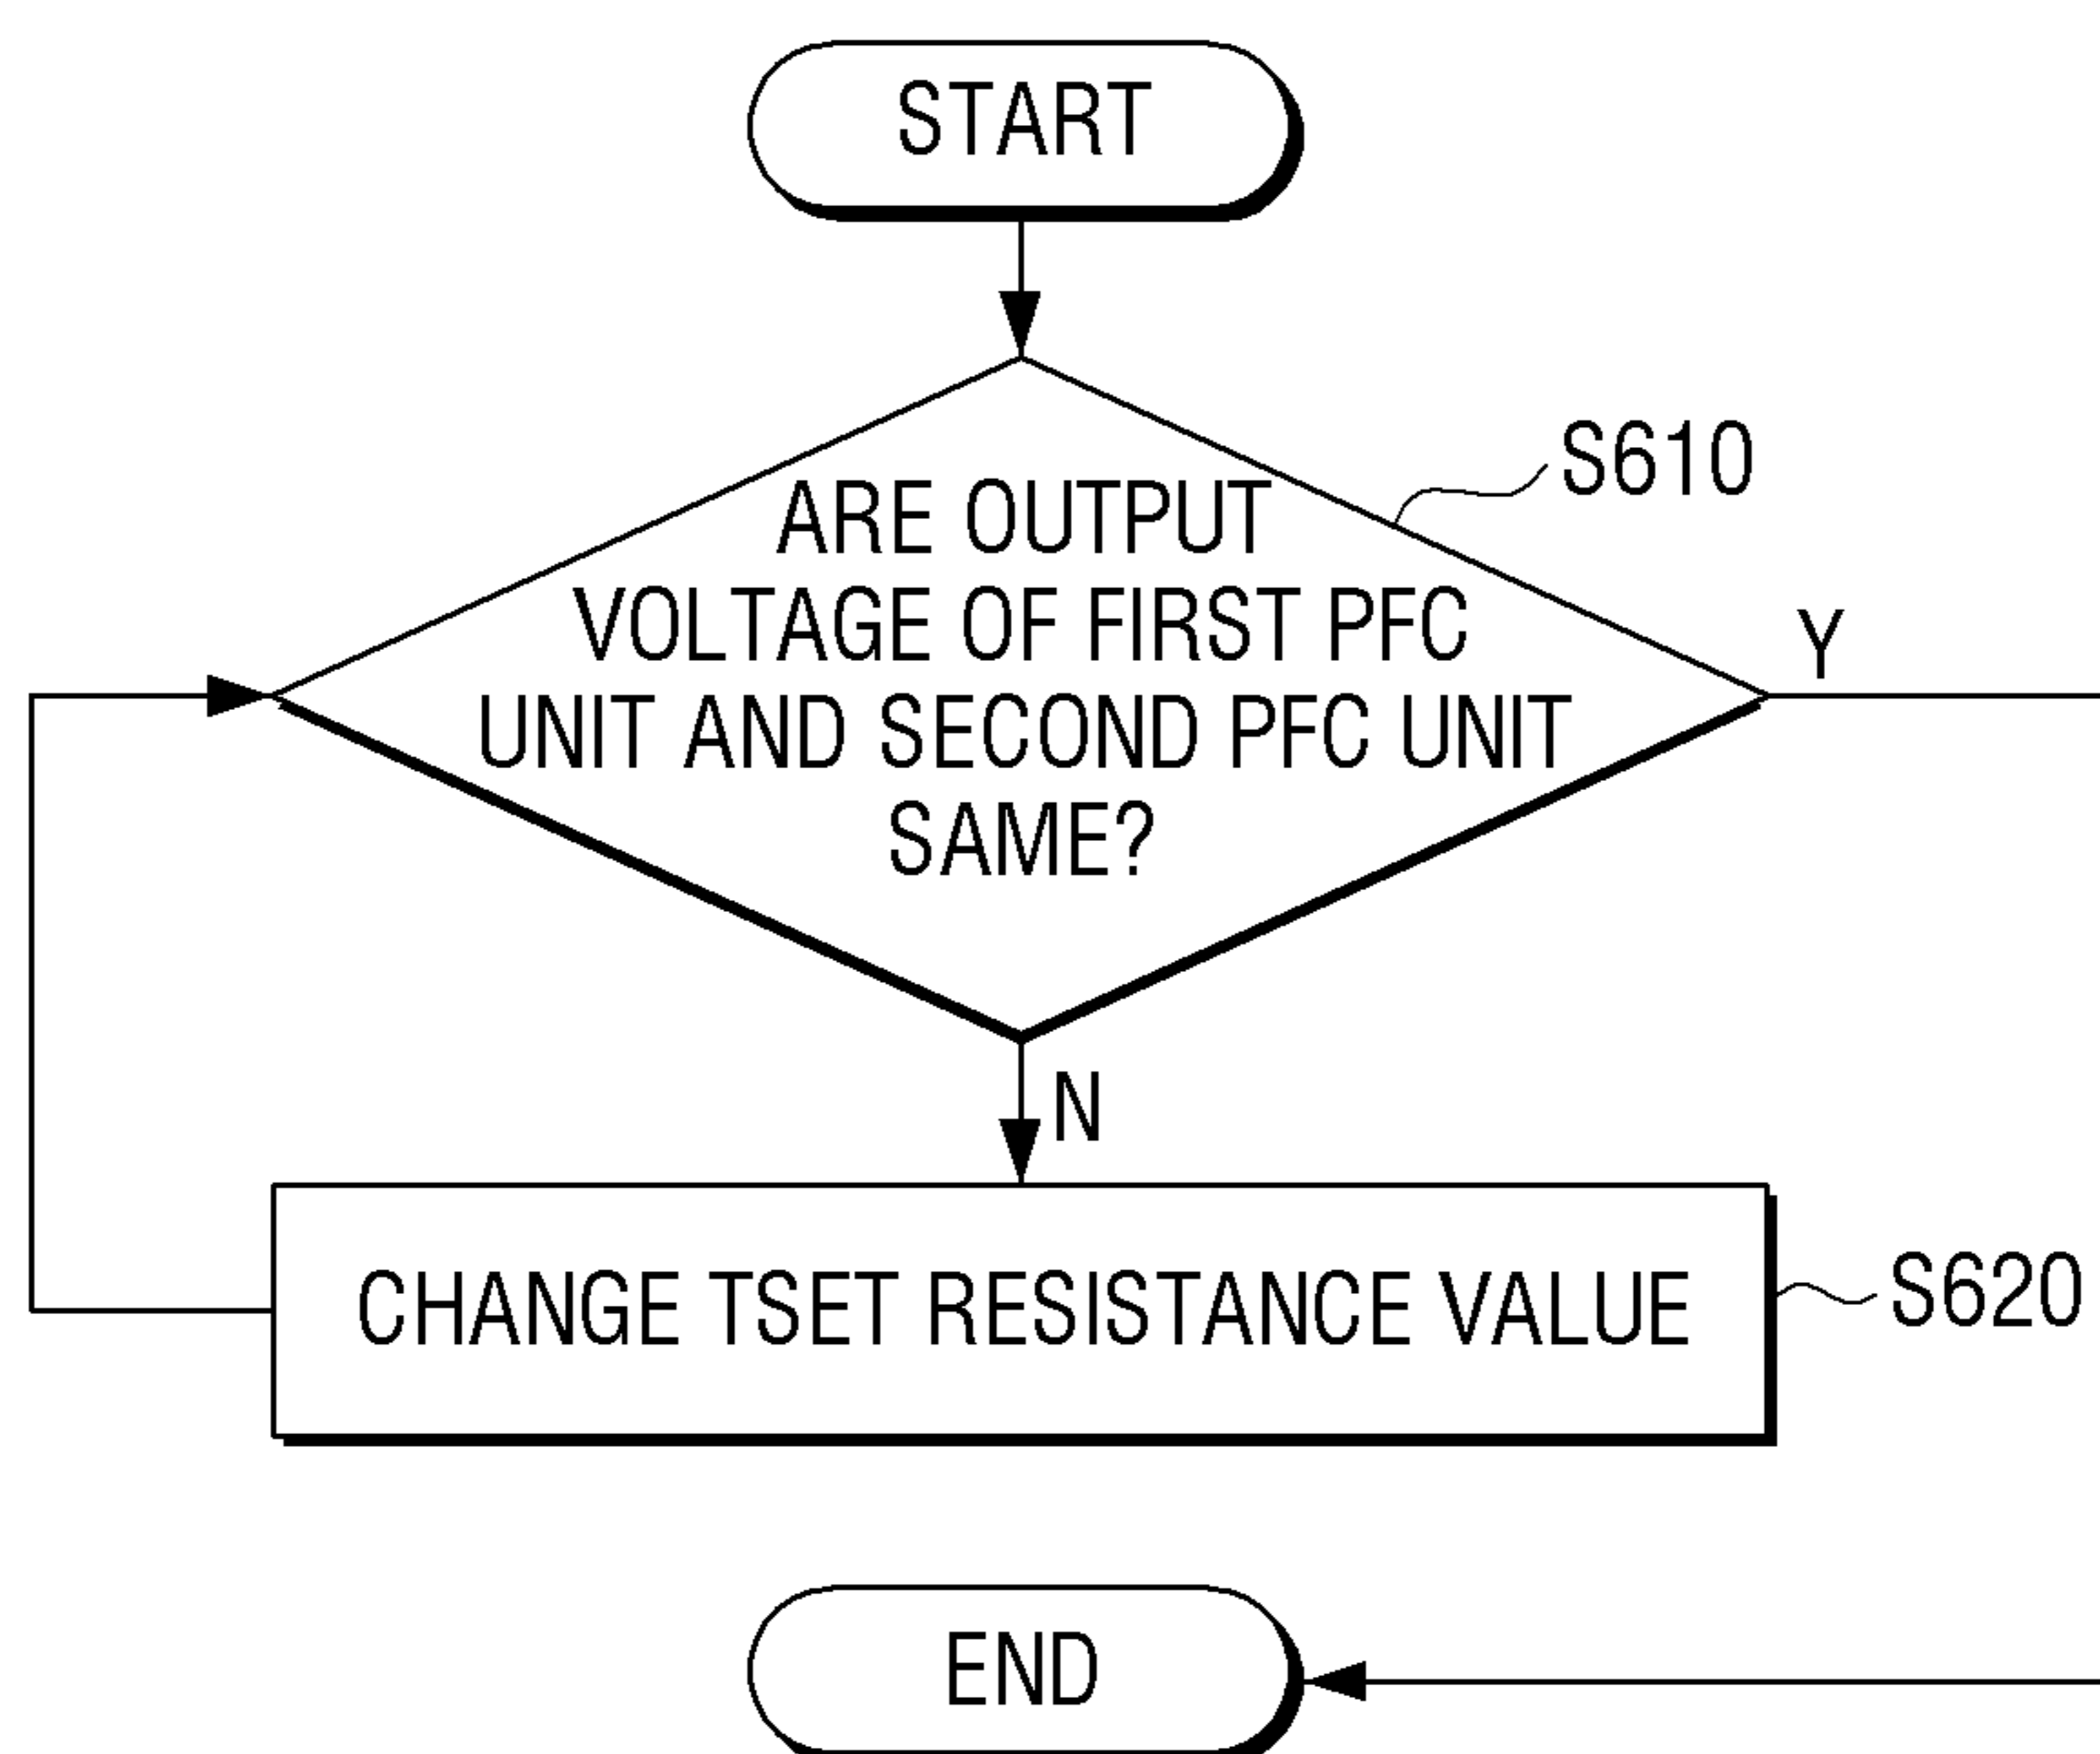 START
S610
ARE OUTPUT
VOLTAGE OF FIRST PFC
UNIT AND SECOND PFC UNIT
SAME?
Y
N
CHANGE TSET RESISTANCE VALUE
S620
END